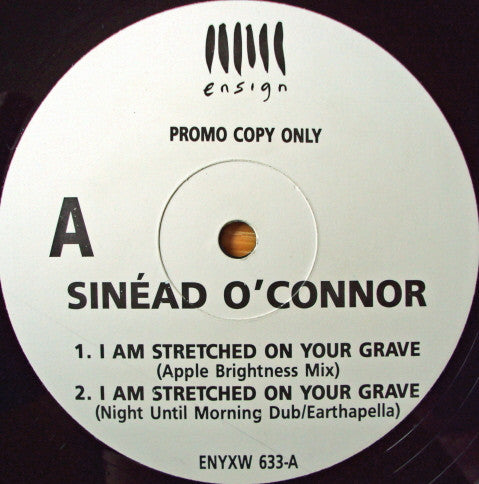 ensign
PROMO COPY ONLY
A
SINÉAD O'CONNOR
1. I AM STRETCHED ON YOUR GRAVE
(Apple Brightness Mix)
2. I AM STRETCHED ON YOUR GRAVE
(Night Until Morning Dub/Earthapella)
ENYXW 633-A